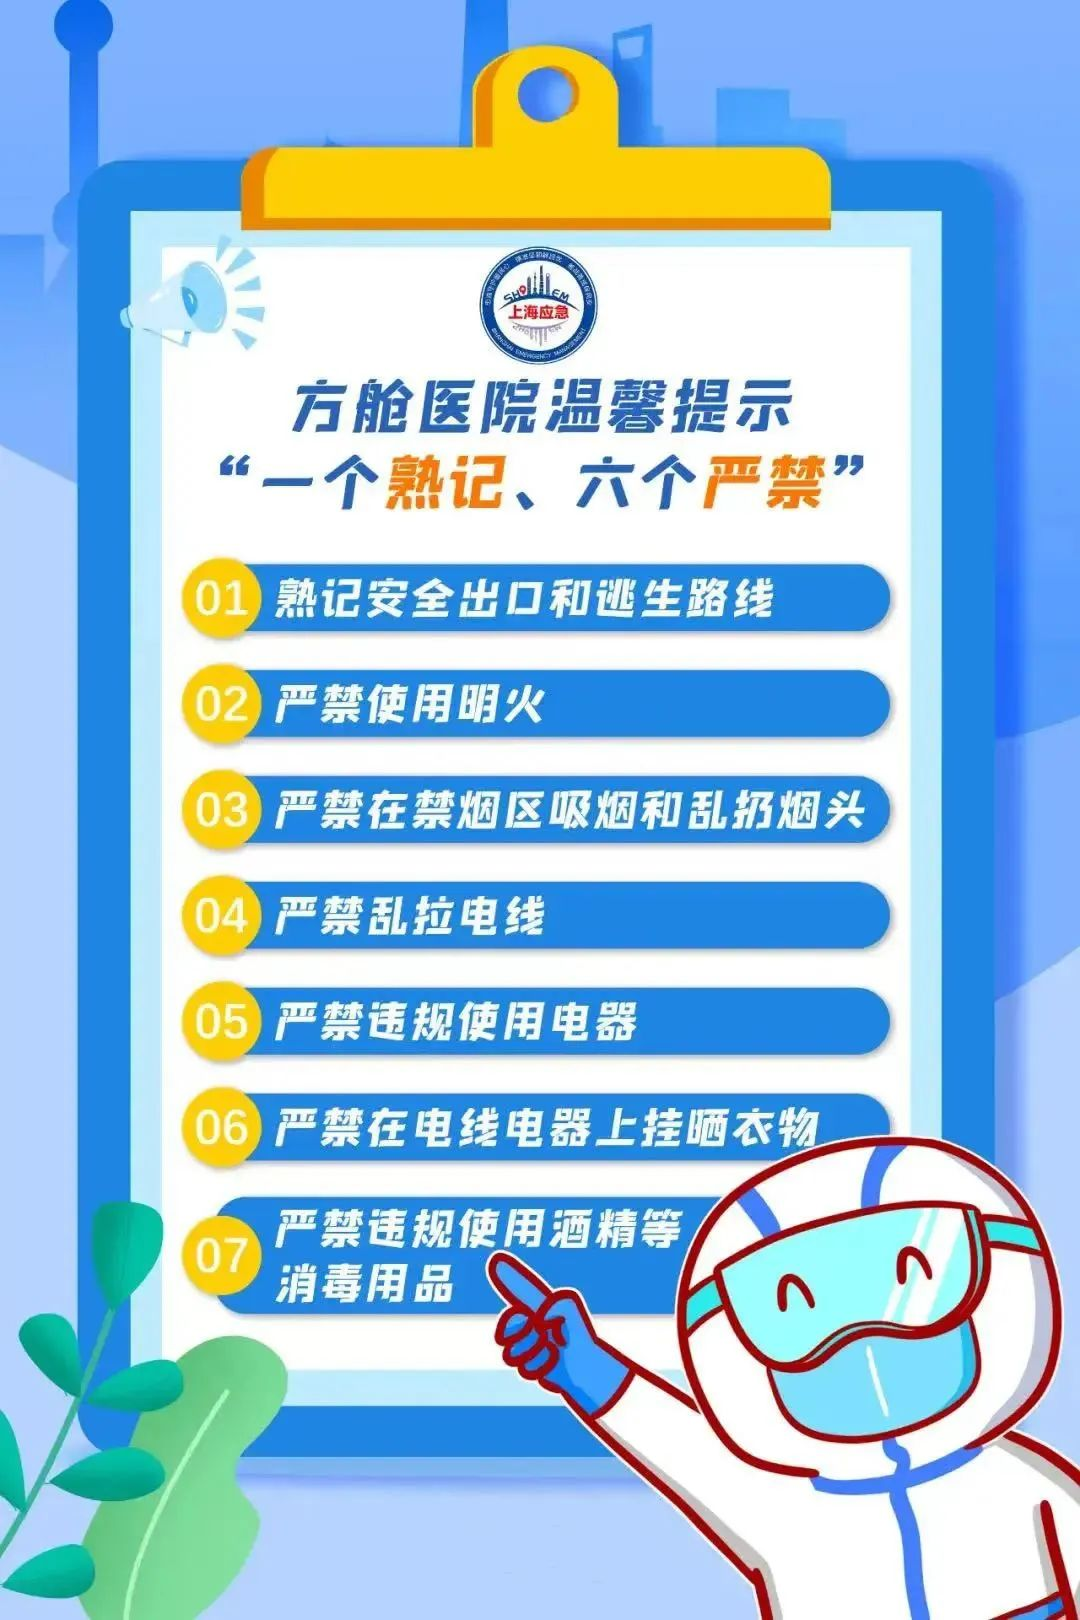 SH EM
上海应急
SHANGHAI EMERGENCY MANAGEMENT
方舱医院温馨提示
“一个熟记、六个严禁”
01 熟记安全出口和逃生路线
02 严禁使用明火
03 严禁在禁烟区吸烟和乱扔烟头
04 严禁乱拉电线
05 严禁违规使用电器
06 严禁在电线电器上挂晒衣物
07 严禁违规使用酒精等
消毒用品